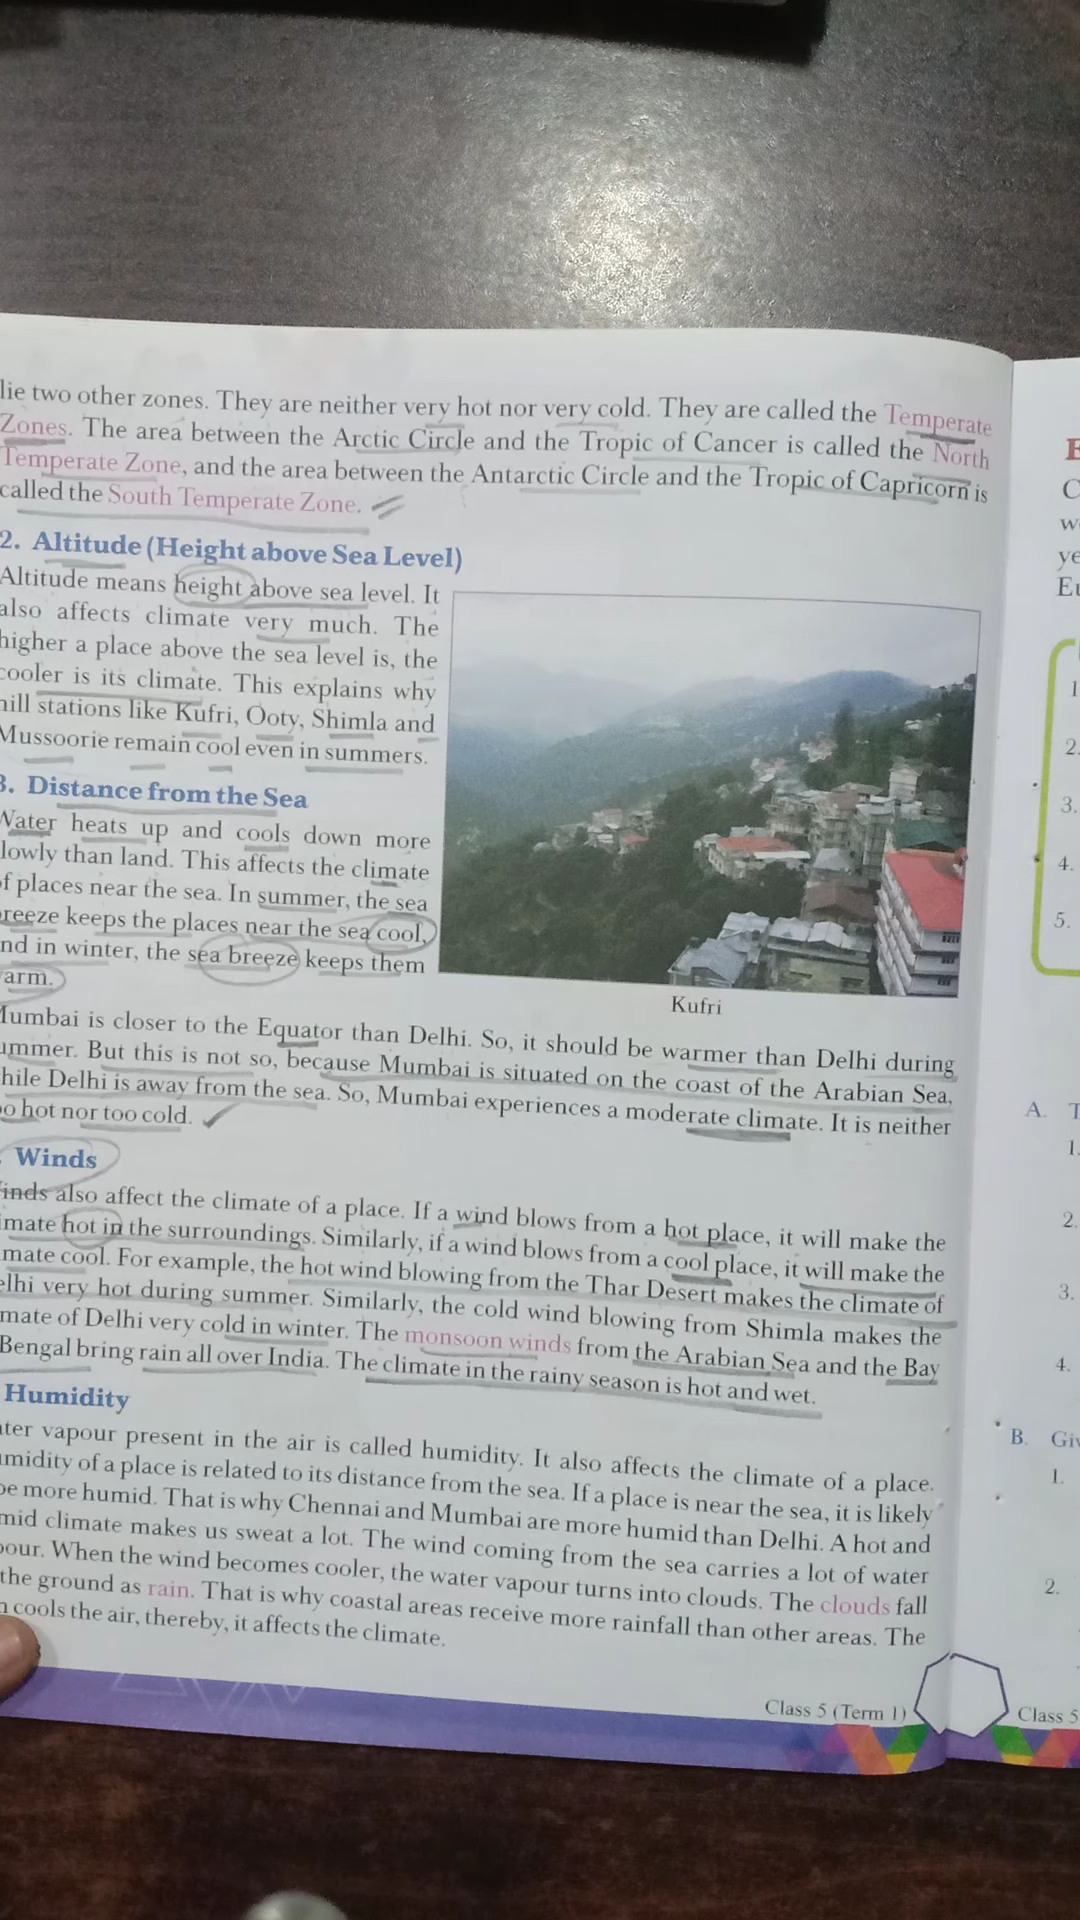 lie two other zones. They are neither very hot nor very cold. They are called the Temperate
Zones. The area between the Arctic Circle and the Tropic of Cancer is called the North
Temperate Zone, and the area between the Antarctic Circle and the Tropic of Capricorn is
called the South Temperate Zone.
2. Altitude (Height above Sea Level)
Altitude means height above sea level. It
also affects climate very much. The
higher a place above the sea level is, the
cooler is its climate. This explains why
hill stations like Kufri, Ooty, Shimla and
Mussoorie remain cool even in summers.
3. Distance from the Sea
Water heats up and cools down more
lowly than land. This affects the climate
of places near the sea. In summer, the sea
breeze keeps the places near the sea cool,
nd in winter, the sea breeze keeps them
arm.
Kufri
Mumbai is closer to the Equator than Delhi. So, it should be warmer than Delhi during
ummer. But this is not so, because Mumbai is situated on the coast of the Arabian Sea,
hile Delhi is away from the sea. So, Mumbai experiences a moderate climate. It is neither
oo hot nor too cold.
Winds
inds also affect the climate of a place. If a wind blows from a hot place, it will make the
imate hot in the surroundings. Similarly, if a wind blows from a cool place, it will make the
mate cool. For example, the hot wind blowing from the Thar Desert makes the climate of
elhi very hot during summer. Similarly, the cold wind blowing from Shimla makes the
mate of Delhi very cold in winter. The monsoon winds from the Arabian Sea and the Bay
Bengal bring rain all over India. The climate in the rainy season is hot and wet.
Humidity
ter vapour present in the air is called humidity. It also affects the climate of a place.
umidity of a place is related to its distance from the sea. If a place is near the sea, it is likely
be more humid. That is why Chennai and Mumbai are more humid than Delhi. A hot and
mid climate makes us sweat a lot. The wind coming from the sea carries a lot of water
our. When the wind becomes cooler, the water vapour turns into clouds. The clouds fall
the ground as rain. That is why coastal areas receive more rainfall than other areas. The
cools the air, thereby, it affects the climate.
Class 5 (Term 1)
E
C
w
ye
Eu
1
2.
3.
4.
5.
A. T
1.
2.
3.
4.
B. Giv
1.
2.
Class 5